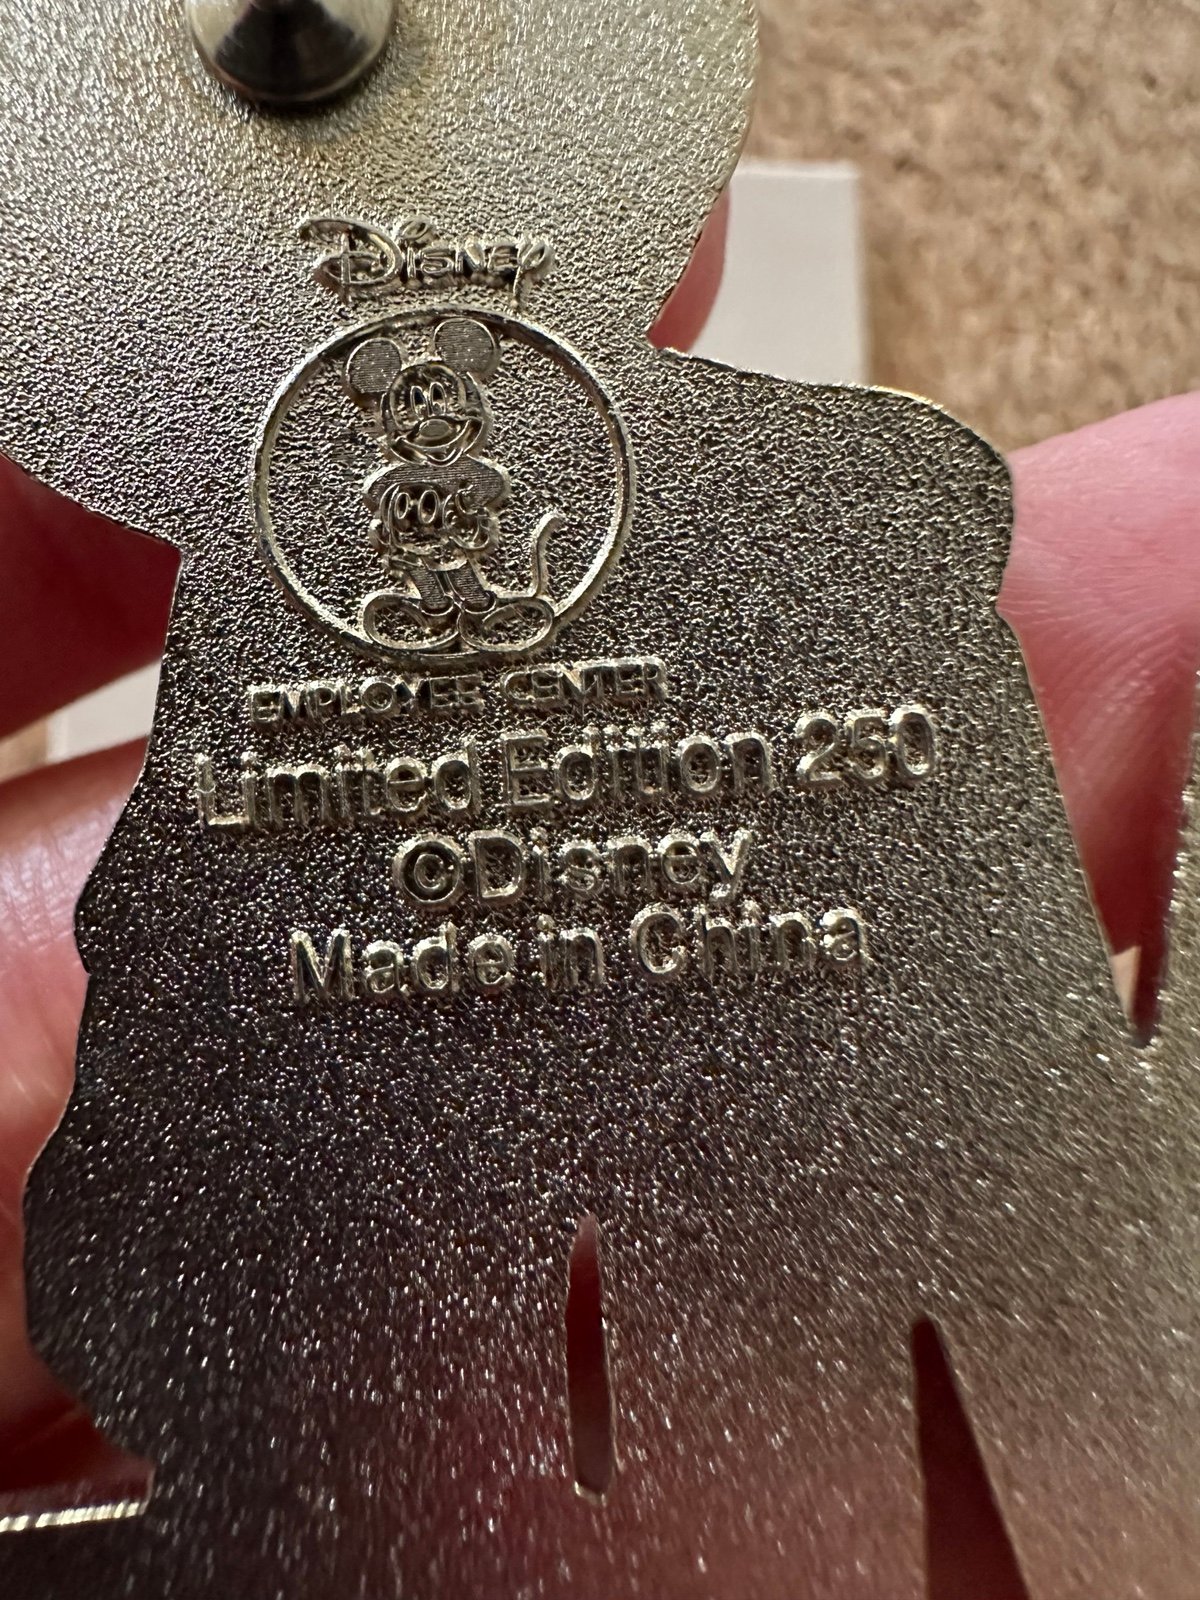 Disney
EMPLOYEE CENTER
Limited Edition 250
©Disney
Made in China